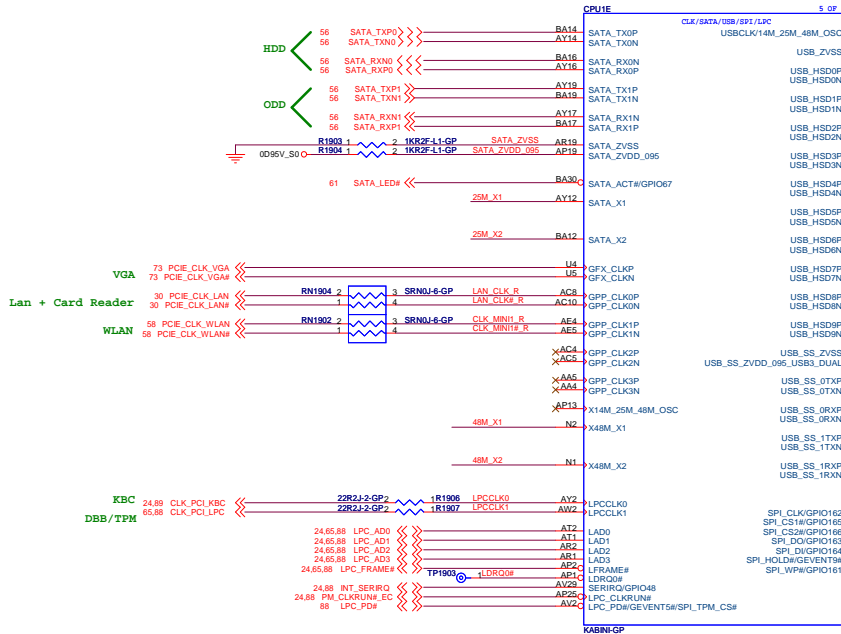 CPU1E 5 OF
CLK/SATA/USB/SPI/LPC
56 SATA_TXP0 BA14 SATA_TX0P USBCLK/14M_25M_48M_OSC
56 SATA_TXN0 AY14 SATA_TX0N
HDD USB_ZVSS
56 SATA_RXN0 BA16 SATA_RX0N
56 SATA_RXP0 AY16 SATA_RX0P USB_HSD0P
USB_HSD0N
56 SATA_TXP1 AY19 SATA_TX1P
56 SATA_TXN1 BA19 SATA_TX1N USB_HSD1P
ODD USB_HSD1N
56 SATA_RXN1 AY17 SATA_RX1N
56 SATA_RXP1 BA17 SATA_RX1P USB_HSD2P
USB_HSD2N
R1903 1 2 1KR2F-L1-GP SATA_ZVSS AR19 SATA_ZVSS
0D95V_S0 R1904 1 2 1KR2F-L1-GP SATA_ZVDD_095 AP19 SATA_ZVDD_095 USB_HSD3P
USB_HSD3N
61 SATA_LED# BA30 SATA_ACT#/GPIO67 USB_HSD4P
USB_HSD4N
25M_X1 AY12 SATA_X1
USB_HSD5P
USB_HSD5N
25M_X2 BA12 SATA_X2 USB_HSD6P
USB_HSD6N
73 PCIE_CLK_VGA U4 GFX_CLKP USB_HSD7P
VGA 73 PCIE_CLK_VGA# U5 GFX_CLKN USB_HSD7N
30 PCIE_CLK_LAN RN1904 2 3 SRN0J-6-GP LAN_CLK_R AC8 GPP_CLK0P USB_HSD8P
Lan + Card Reader 30 PCIE_CLK_LAN# 1 4 LAN_CLK#_R AC10 GPP_CLK0N USB_HSD8N
58 PCIE_CLK_WLAN RN1902 2 3 SRN0J-6-GP CLK_MINI1_R AE4 GPP_CLK1P USB_HSD9P
WLAN 58 PCIE_CLK_WLAN# 1 4 CLK_MINI1#_R AE5 GPP_CLK1N USB_HSD9N
AC4 GPP_CLK2P USB_SS_ZVSS
AC5 GPP_CLK2N USB_SS_ZVDD_095_USB3_DUAL
AA5 GPP_CLK3P USB_SS_0TXP
AA4 GPP_CLK3N USB_SS_0TXN
AP13 X14M_25M_48M_OSC USB_SS_0RXP
USB_SS_0RXN
48M_X1 N2 X48M_X1
USB_SS_1TXP
USB_SS_1TXN
48M_X2 N1 X48M_X2 USB_SS_1RXP
USB_SS_1RXN
KBC 24,89 CLK_PCI_KBC 22R2J-2-GP 2 1 R1906 LPCCLK0 AY2 LPCCLK0
65,88 CLK_PCI_LPC 22R2J-2-GP 2 1 R1907 LPCCLK1 AW2 LPCCLK1 SPI_CLK/GPIO162
DBB/TPM SPI_CS1#/GPIO165
24,65,88 LPC_AD0 AT2 LAD0 SPI_CS2#/GPIO166
24,65,88 LPC_AD1 AT1 LAD1 SPI_DO/GPIO163
24,65,88 LPC_AD2 AR2 LAD2 SPI_DI/GPIO164
24,65,88 LPC_AD3 AR1 LAD3 SPI_HOLD#/GEVENT9#
24,65,88 LPC_FRAME# AP2 LFRAME# SPI_WP#/GPIO161
TP1903 1 LDRQ0# AP1 LDRQ0#
24,88 INT_SERIRQ AV29 SERIRQ/GPIO48
24,88 PM_CLKRUN#_EC AP25 LPC_CLKRUN#
88 LPC_PD# AV2 LPC_PD#/GEVENT5#/SPI_TPM_CS#
KABINI-GP